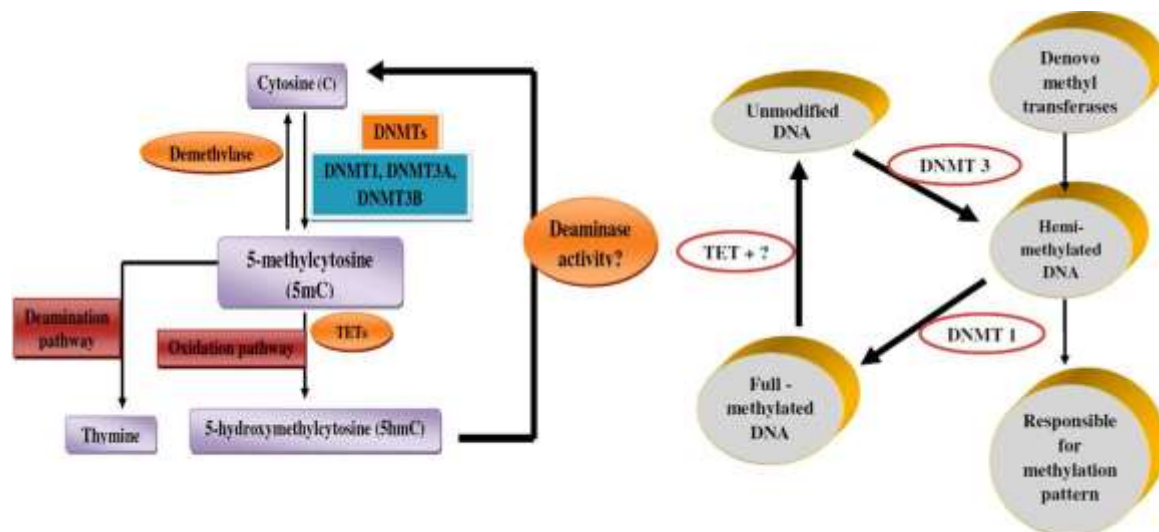 Cytosine (C)
Demethylase
DNMTs
DNMT1, DNMT3A,
DNMT3B
5-methylcytosine
(5mC)
Deamination
pathway
Oxidation pathway
TETs
Thymine
5-hydroxymethylcytosine (5hmC)
Deaminase
activity?
Unmodified
DNA
Denovo
methyl
transferases
DNMT 3
TET + ?
Hemi-
methylated
DNA
DNMT 1
Full -
methylated
DNA
Responsible
for
methylation
pattern